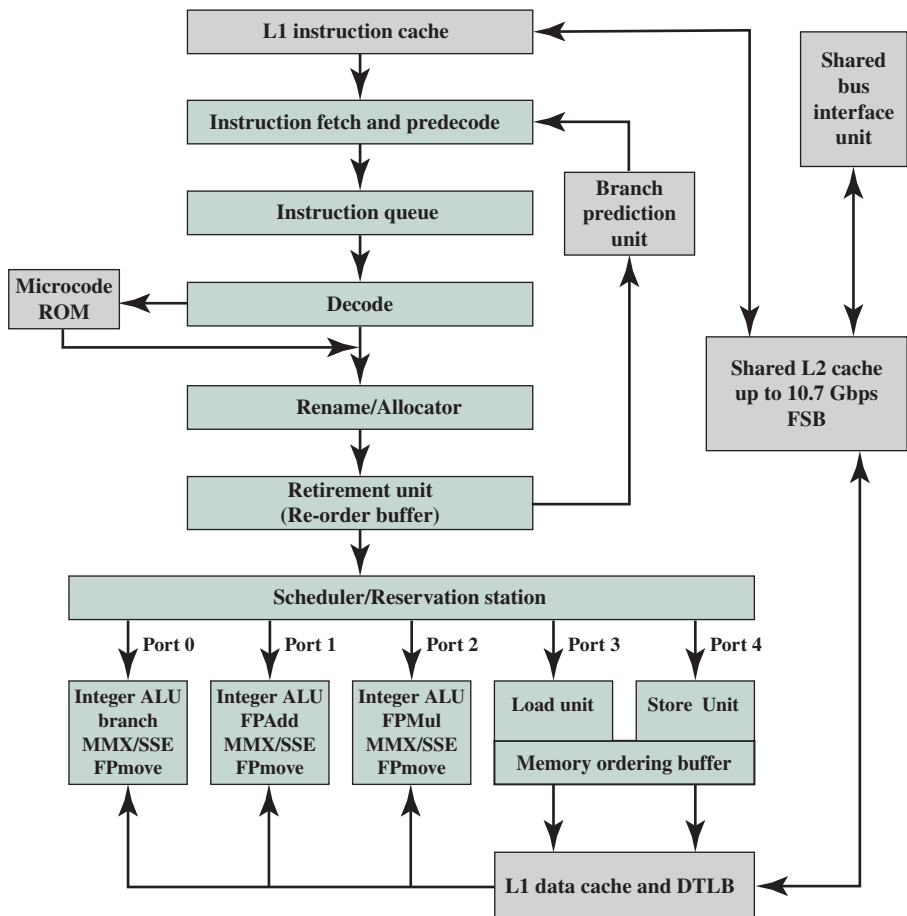 L1 instruction cache
Shared
bus
interface
unit
Instruction fetch and predecode
Branch
prediction
unit
Instruction queue
Microcode
ROM
Decode
Shared L2 cache
up to 10.7 Gbps
FSB
Rename/Allocator
Retirement unit
(Re-order buffer)
Scheduler/Reservation station
Port 0
Port 1
Port 2
Port 3
Port 4
Integer ALU
branch
MMX/SSE
FPmove
Integer ALU
FPAdd
MMX/SSE
FPmove
Integer ALU
FPMul
MMX/SSE
FPmove
Load unit
Store Unit
Memory ordering buffer
L1 data cache and DTLB